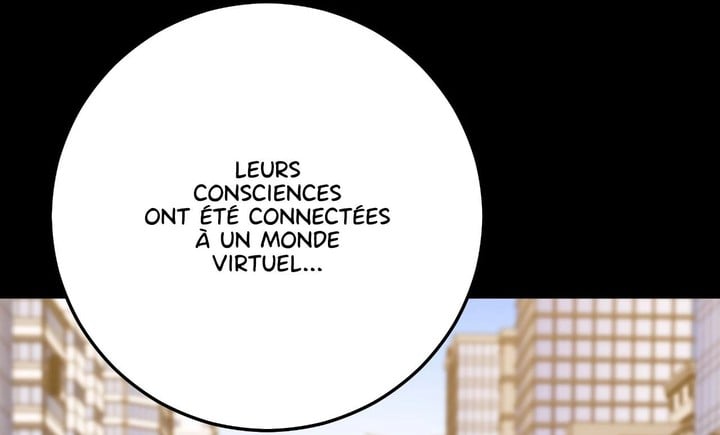 LEURS
CONSCIENCES
ONT ÉTÉ CONNECTÉES
À UN MONDE
VIRTUEL...